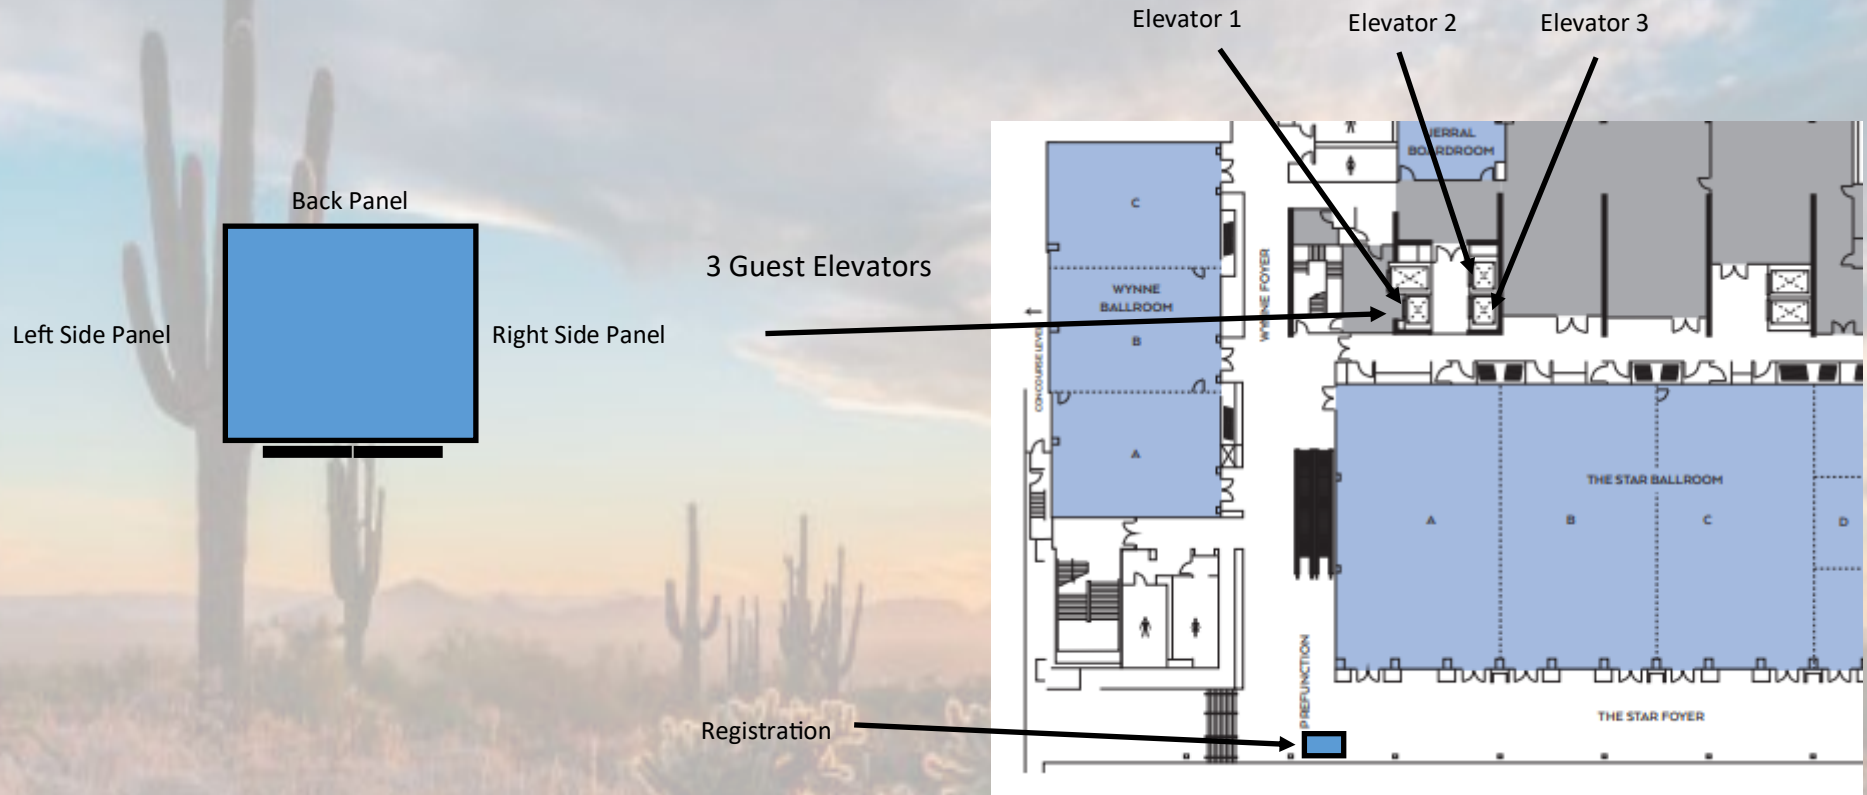 Elevator 1
Elevator 2
Elevator 3
Back Panel
Left Side Panel
Right Side Panel
3 Guest Elevators
Registration
JERRAL
BOARDROOM
C
WYNNE
BALLROOM
B
A
WYNNE FOYER
CONCOURSE LEVEL
THE STAR BALLROOM
A
B
C
D
PREFUNCTION
THE STAR FOYER